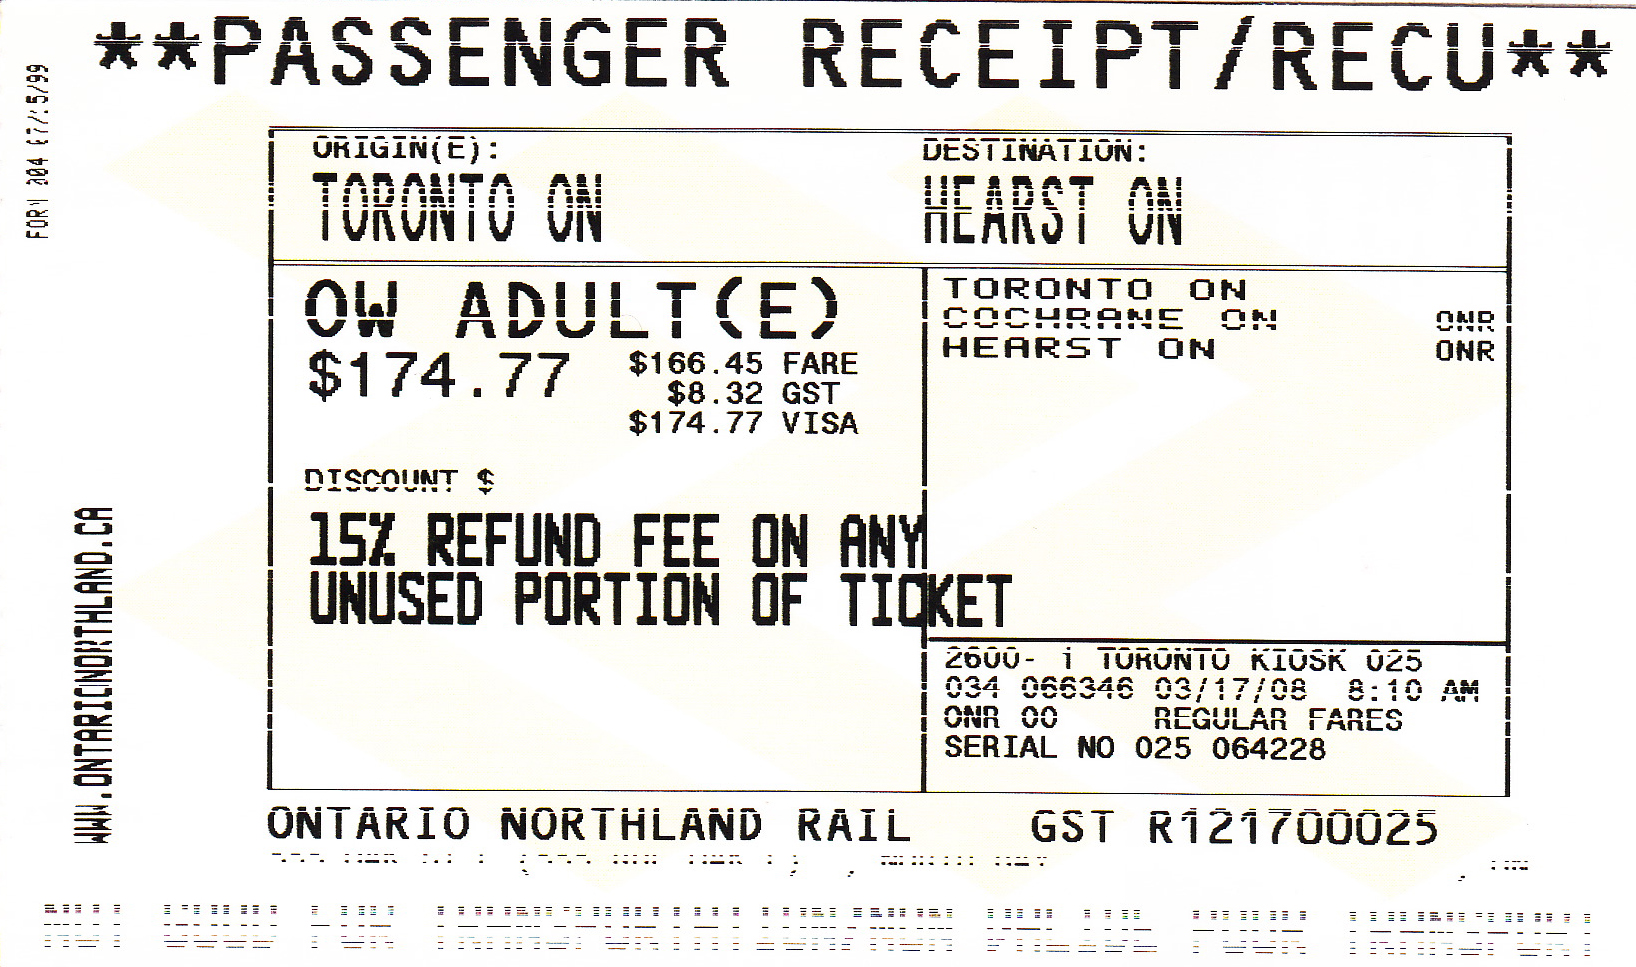 **PASSENGER RECEIPT/RECU**
ORIGIN(E):
TORONTO ON
DESTINATION:
HEARST ON
OW ADULT(E)
$174.77
$166.45 FARE
$8.32 GST
$174.77 VISA
DISCOUNT $
15% REFUND FEE ON ANY
UNUSED PORTION OF TICKET
TORONTO ON
COCHRANE ON ONR
HEARST ON ONR
2600- 1 TORONTO KIOSK 025
034 066346 03/17/08 8:10 AM
ONR 00 REGULAR FARES
SERIAL NO 025 064228
ONTARIO NORTHLAND RAIL GST R121700025
WWW.ONTARIONORTHLAND.CA